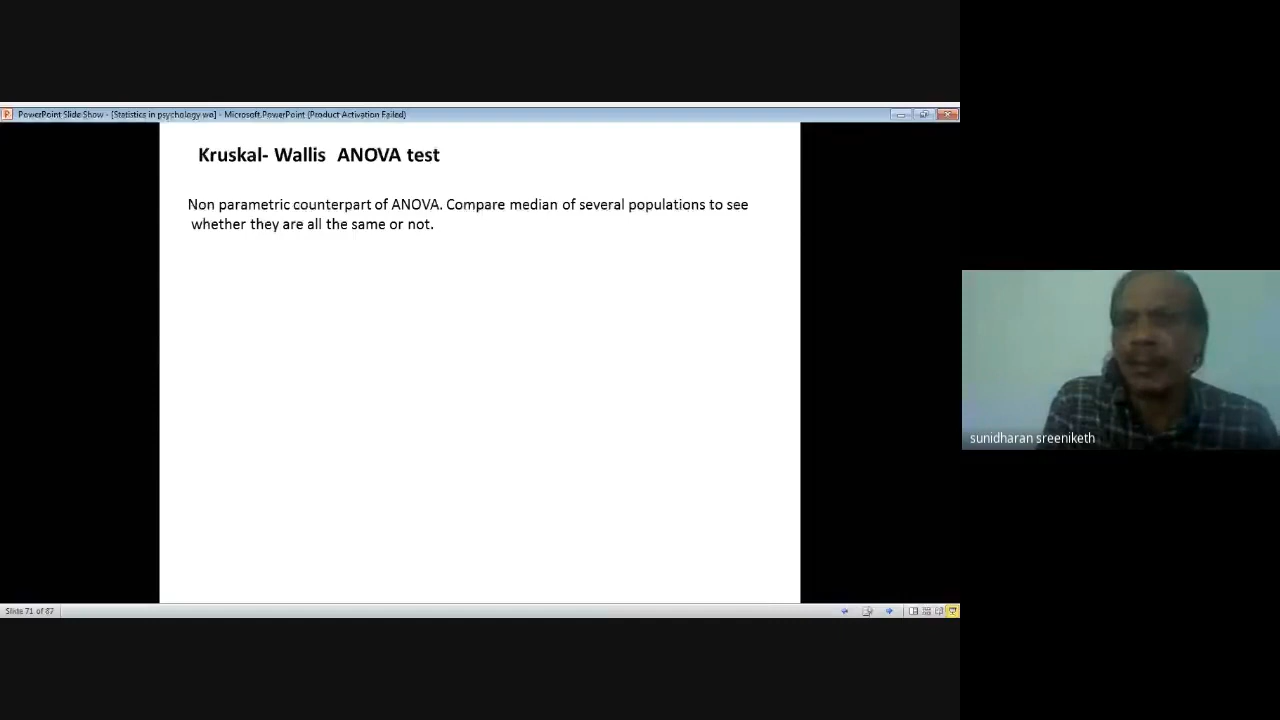 PowerPoint Slide Show - [Statistics in psychology wo] - Microsoft PowerPoint (Product Activation Failed)
Kruskal- Wallis ANOVA test
Non parametric counterpart of ANOVA. Compare median of several populations to see
whether they are all the same or not.
sunidharan sreeniketh
Slide 71 of 87